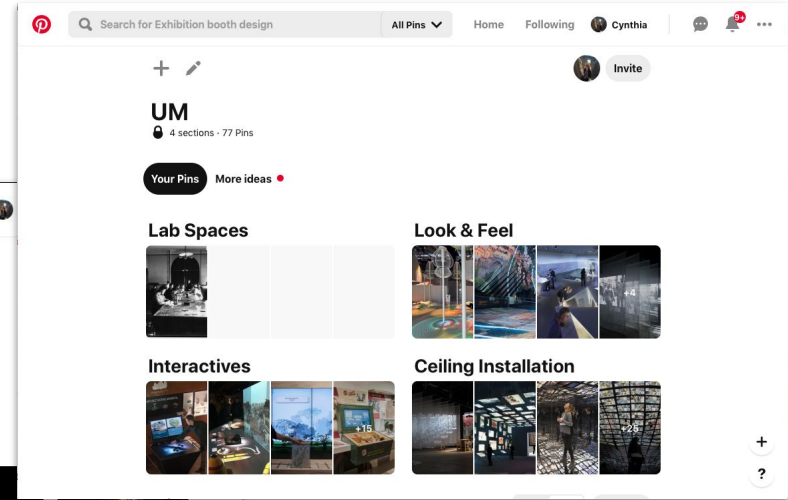 Search for Exhibition booth design
All Pins
Home
Following
Cynthia
9+
Invite
UM
4 sections · 77 Pins
Your Pins
More ideas
Lab Spaces
Look & Feel
+4
Interactives
Ceiling Installation
+15
+25
?